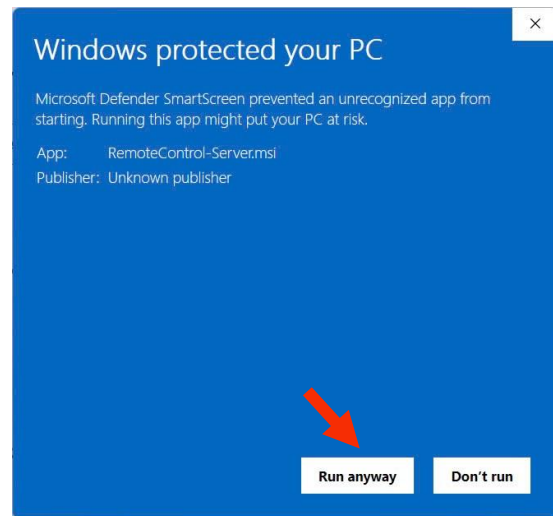 Windows protected your PC
Microsoft Defender SmartScreen prevented an unrecognized app from
starting. Running this app might put your PC at risk.
App: RemoteControl-Server.msi
Publisher: Unknown publisher
Run anyway
Don't run